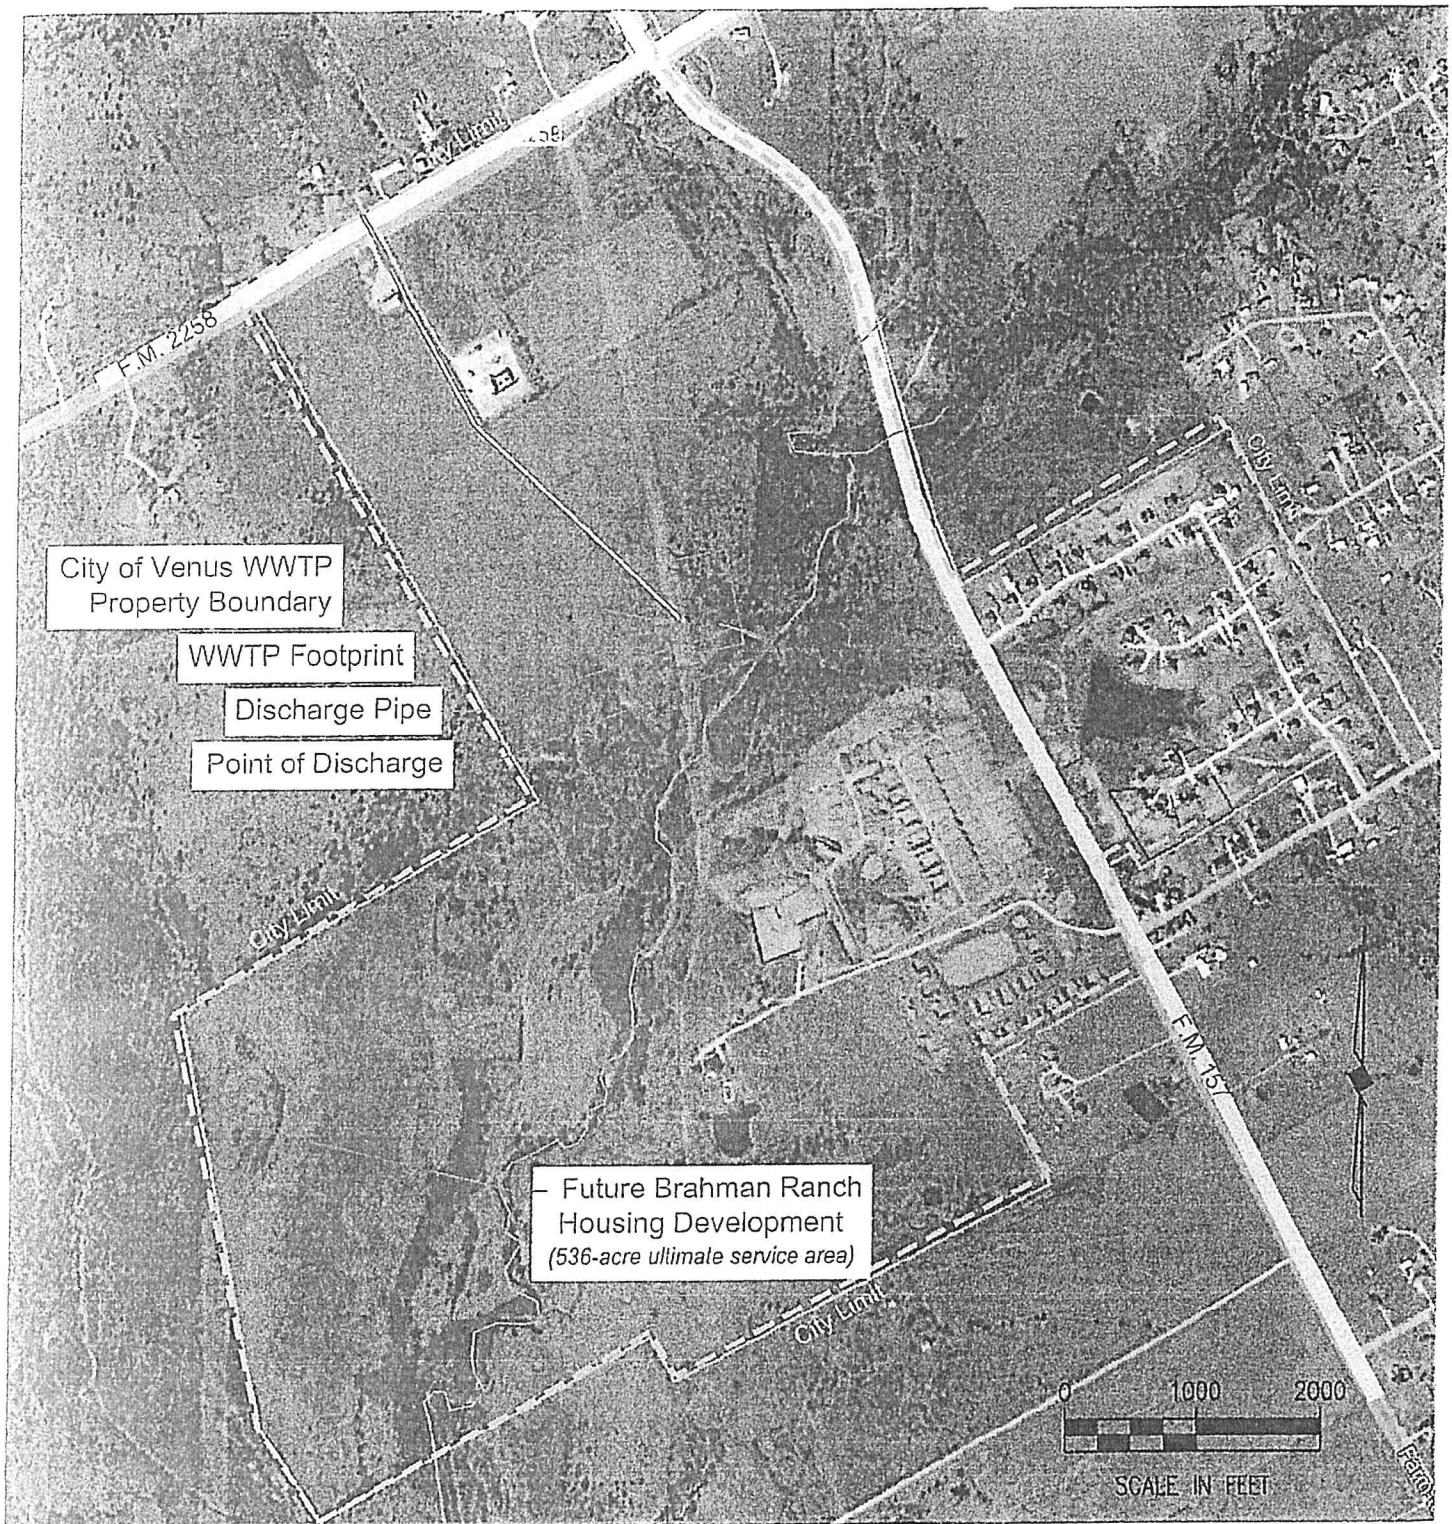 City Limit
F.M. 2258
City Limit
City of Venus WWTP
Property Boundary
WWTP Footprint
Discharge Pipe
Point of Discharge
City Limit
F.M. 157
Future Brahman Ranch
Housing Development
(536-acre ultimate service area)
City Limit
0 1000 2000
SCALE IN FEET